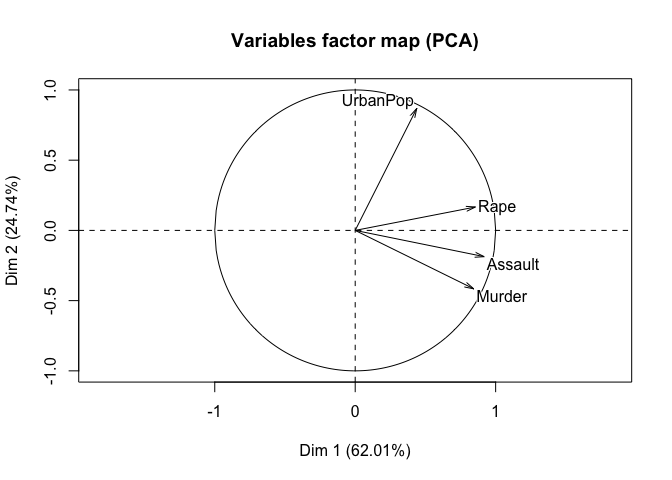 Variables factor map (PCA)
UrbanPop
Rape
Assault
Murder
1.0
0.5
0.0
-0.5
-1.0
Dim 2 (24.74%)
-1
0
1
Dim 1 (62.01%)